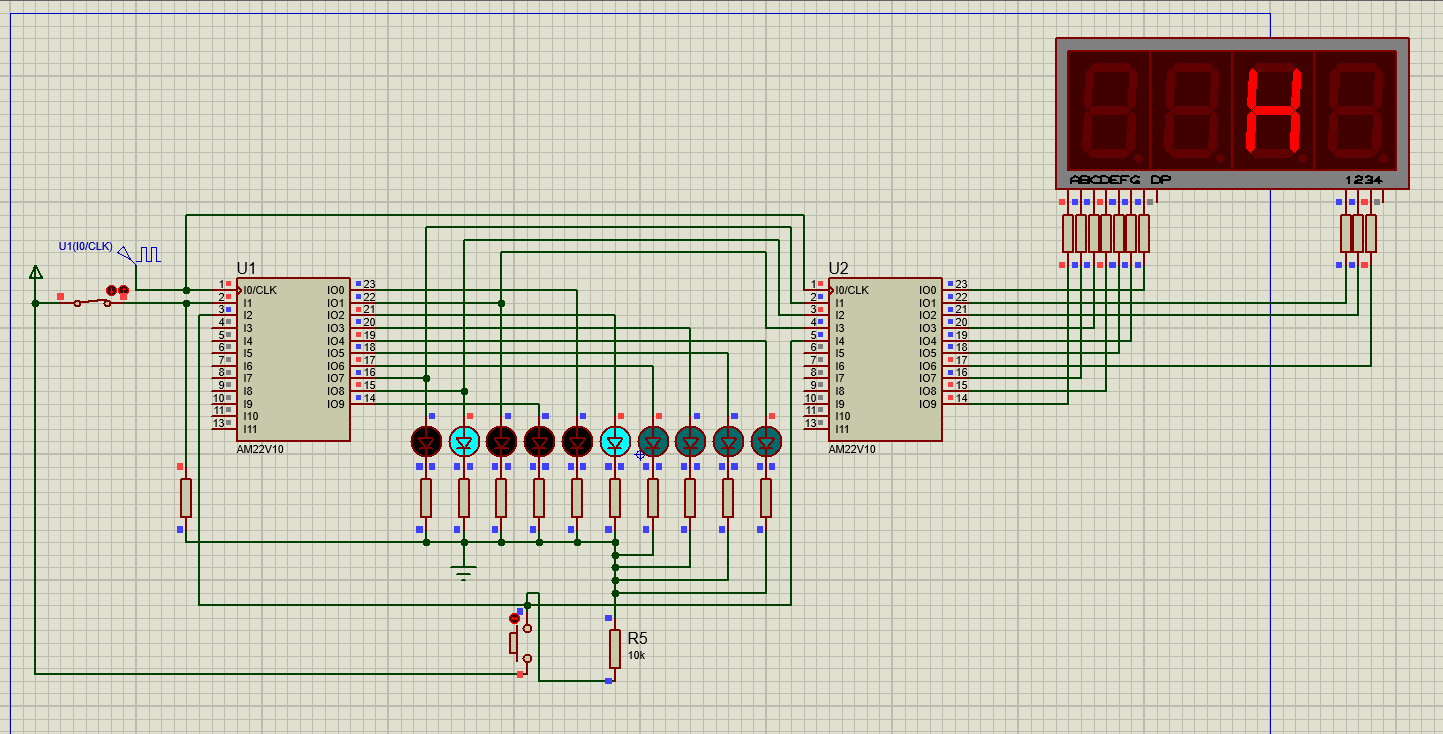 ABCDEFG DP
1234
U1(I0/CLK)
U1
1 I0/CLK IO0 23
2 I1 IO1 22
3 I2 IO2 21
4 I3 IO3 20
5 I4 IO4 19
6 I5 IO5 18
7 I6 IO6 17
8 I7 IO7 16
9 I8 IO8 15
10 I9 IO9 14
11 I10
13 I11
AM22V10
U2
1 I0/CLK IO0 23
2 I1 IO1 22
3 I2 IO2 21
4 I3 IO3 20
5 I4 IO4 19
6 I5 IO5 18
7 I6 IO6 17
8 I7 IO7 16
9 I8 IO8 15
10 I9 IO9 14
11 I10
13 I11
AM22V10
R5
10k